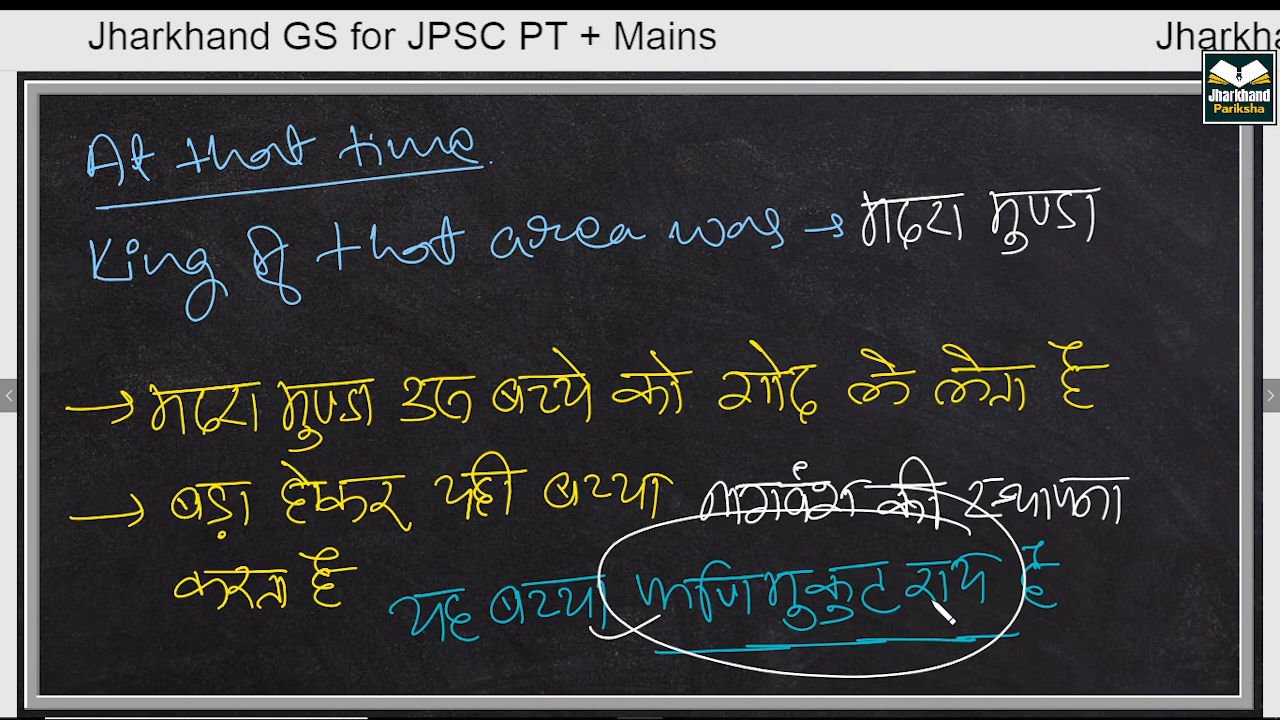 Jharkhand GS for JPSC PT + Mains
Jharkha
Jharkhand
Pariksha
At that time
King of that area was → मदरा मुण्डा
→ मदरा मुण्डा उस बच्चे को गोद ले लेता है
→ बड़ा होकर यही बच्चा नागवंश की स्थापना
करता है
यह बच्चा फणिमुकुट राय है